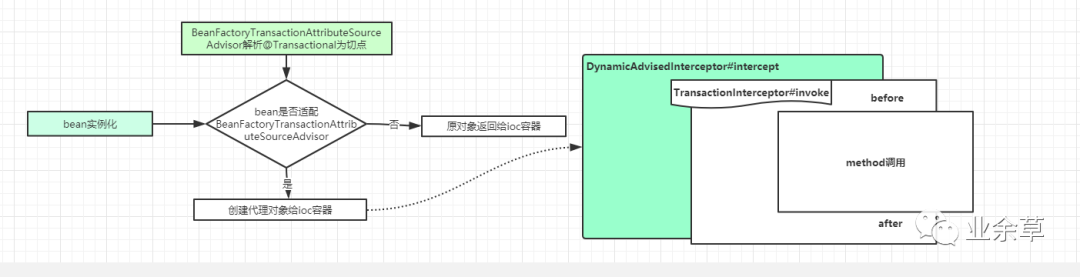 BeanFactoryTransactionAttributeSource
Advisor解析@Transactional为切点
bean实例化
bean是否适配
BeanFactoryTransactionAttrib
uteSourceAdvisor
否
原对象返回给ioc容器
是
创建代理对象给ioc容器
DynamicAdvisedInterceptor#intercept
TransactionInterceptor#invoke
before
method调用
after
业余草